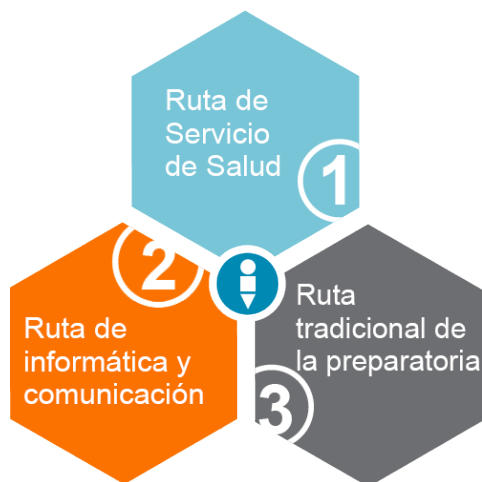 Ruta de
Servicio
de Salud
1
2
Ruta de
informática y
comunicación
Ruta
tradicional de
la preparatoria
3